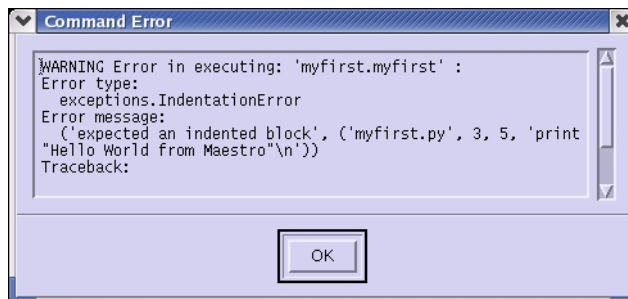 Command Error
WARNING Error in executing: 'myfirst.myfirst' :
Error type:
exceptions.IndentationError
Error message:
('expected an indented block', ('myfirst.py', 3, 5, 'print
"Hello World from Maestro"\n'))
Traceback:
OK